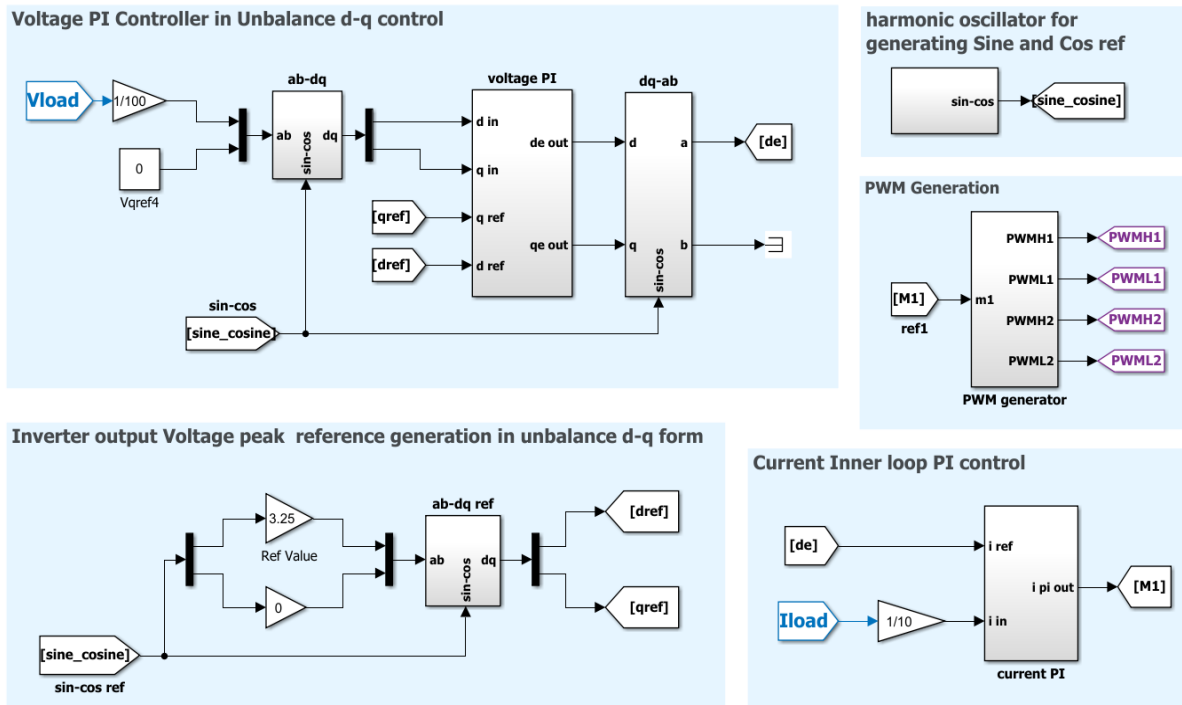 Voltage PI Controller in Unbalance d-q control
Vload
1/100
0
Vqref4
ab-dq
ab
sin-cos
dq
voltage PI
d in
q in
q ref
d ref
de out
qe out
[qref]
[dref]
dq-ab
d
q
a
b
sin-cos
[de]
sin-cos
[sine_cosine]
harmonic oscillator for
generating Sine and Cos ref
sin-cos
[sine_cosine]
PWM Generation
[M1]
ref1
m1
PWMH1
PWML1
PWMH2
PWML2
PWMH1
PWML1
PWMH2
PWML2
PWM generator
Inverter output Voltage peak  reference generation in unbalance d-q form
3.25
Ref Value
0
ab-dq ref
ab
sin-cos
dq
[dref]
[qref]
[sine_cosine]
sin-cos ref
Current Inner loop PI control
[de]
Iload
1/10
i ref
i in
i pi out
current PI
[M1]